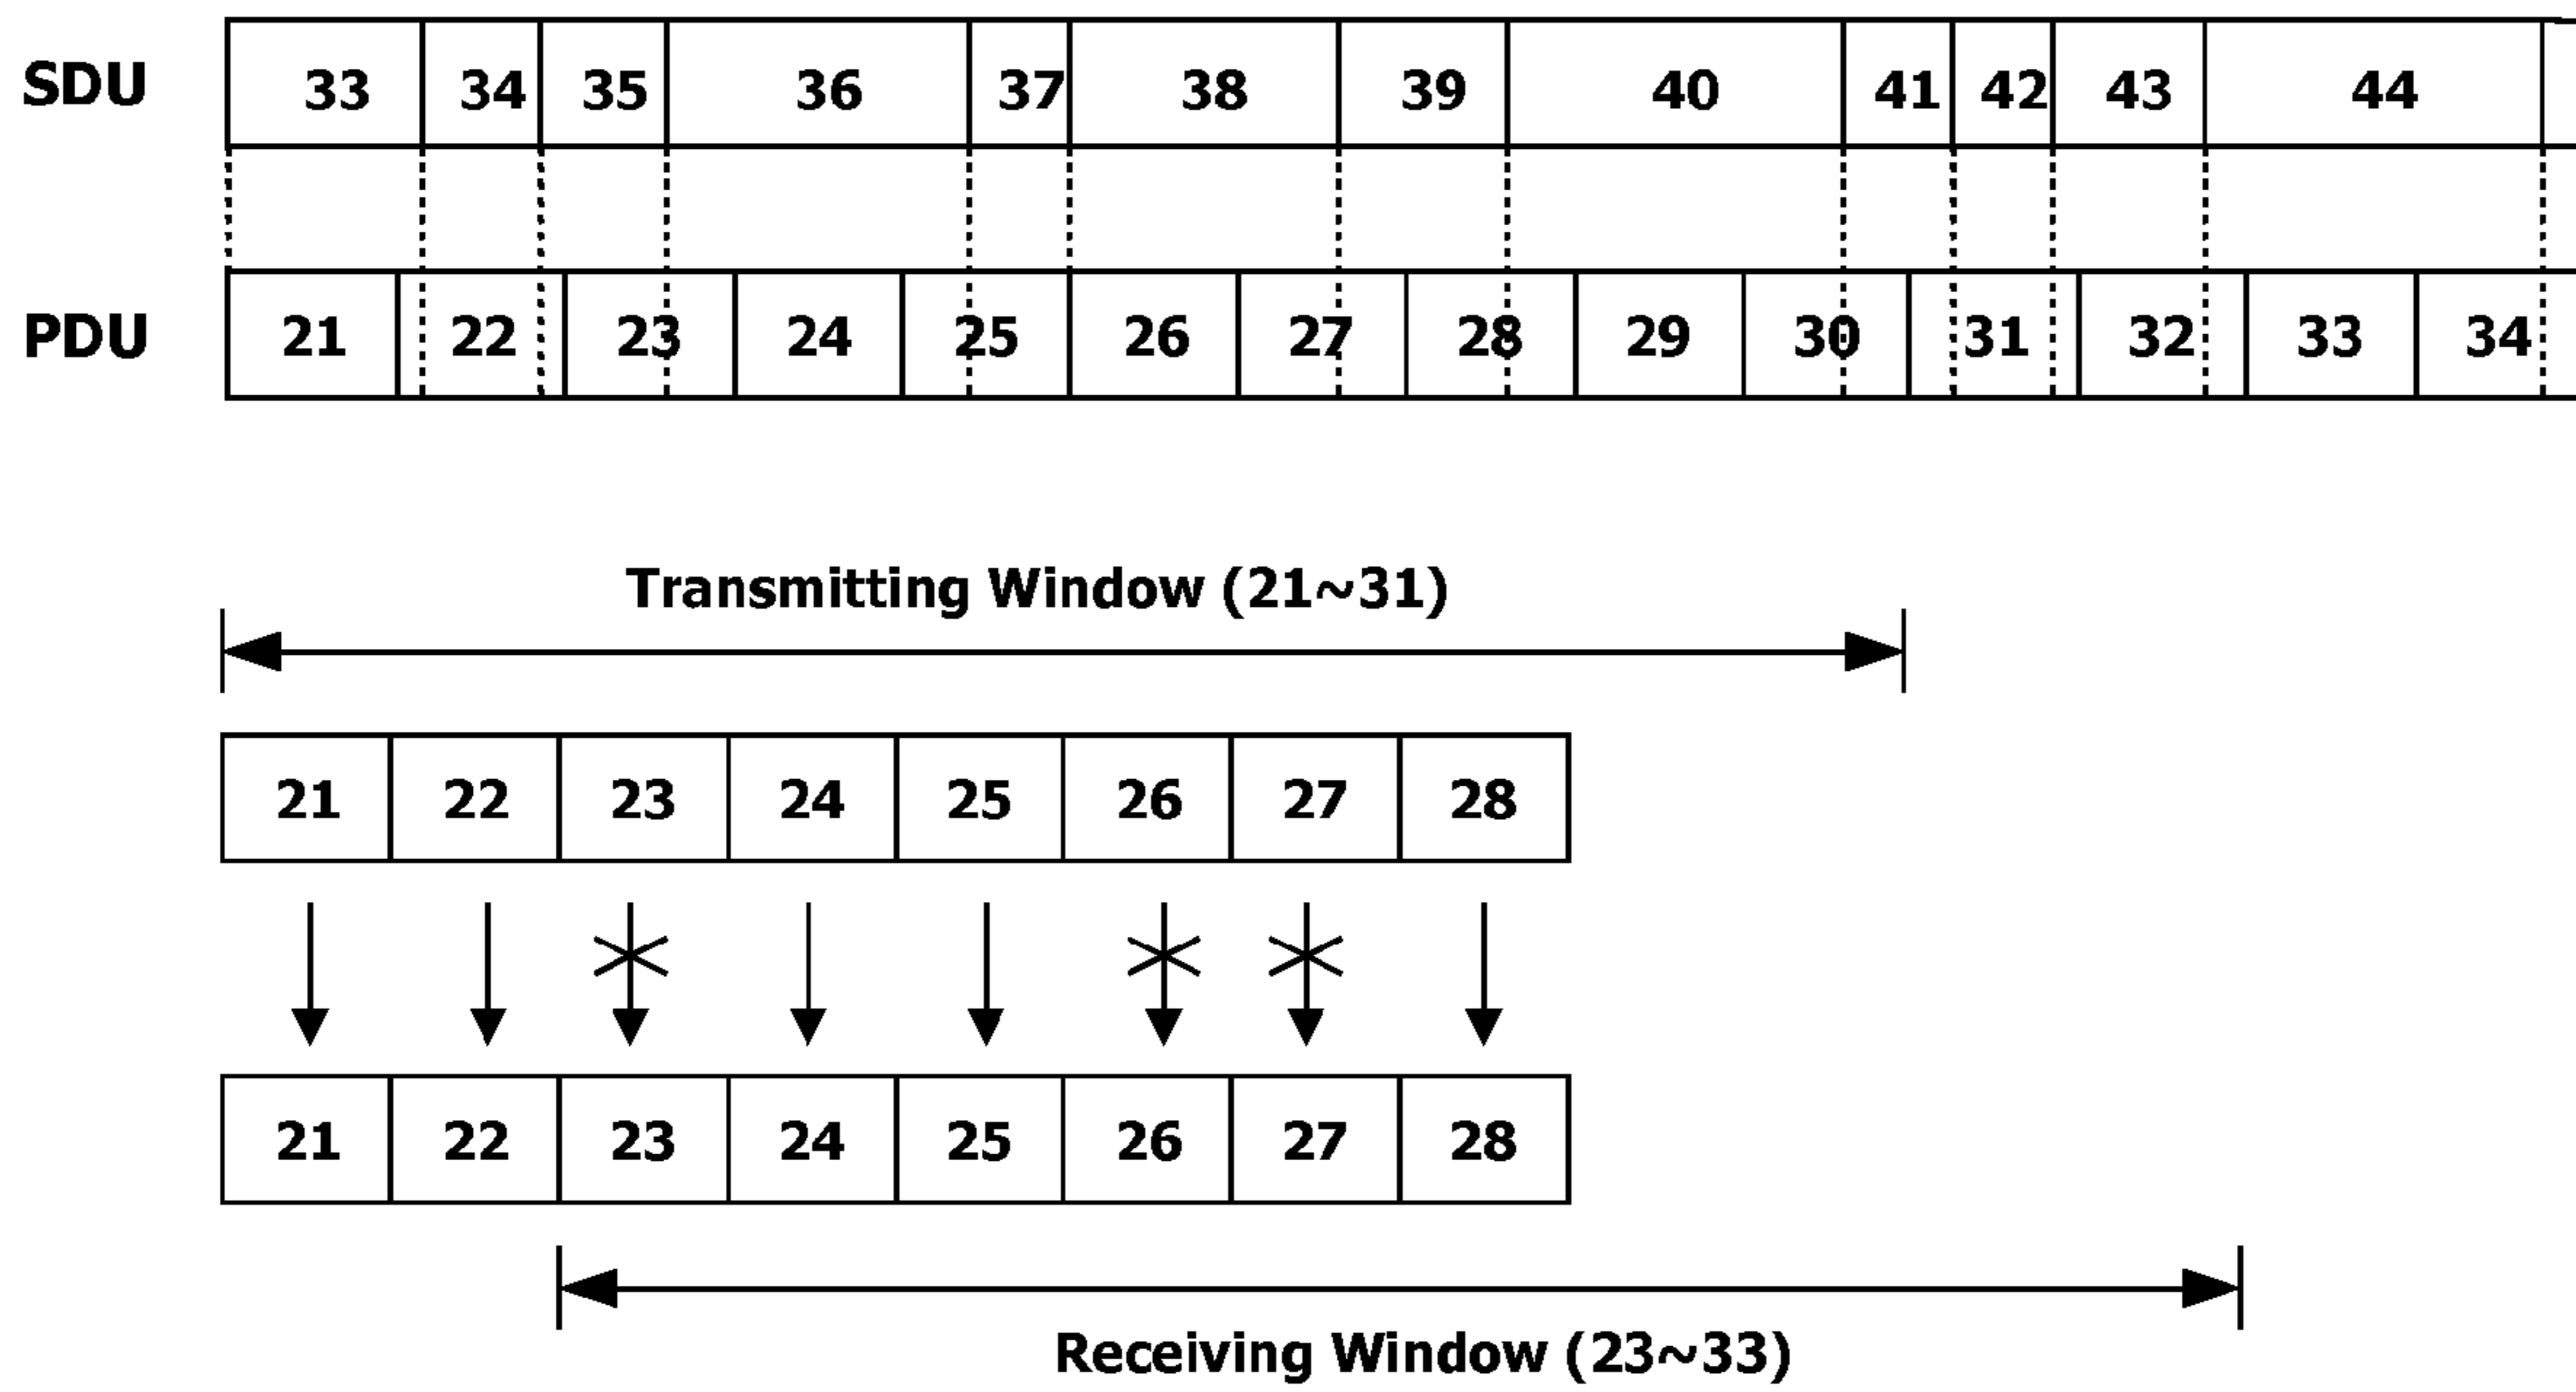 SDU 33 34 35 36 37 38 39 40 41 42 43 44
PDU 21 22 23 24 25 26 27 28 29 30 31 32 33 34
Transmitting Window (21~31)
21 22 23 24 25 26 27 28
21 22 23 24 25 26 27 28
Receiving Window (23~33)